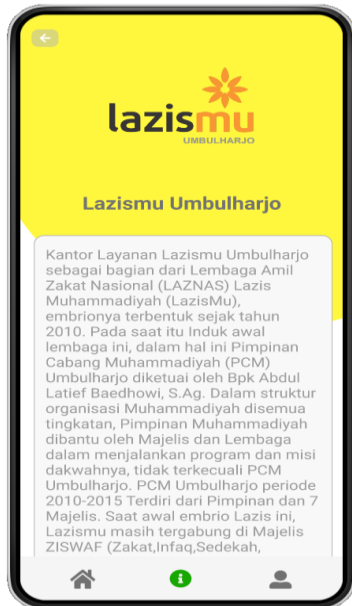 lazismu
UMBULHARJO
Lazismu Umbulharjo
Kantor Layanan Lazismu Umbulharjo
sebagai bagian dari Lembaga Amil
Zakat Nasional (LAZNAS) Lazis
Muhammadiyah (LazisMu),
embrionya terbentuk sejak tahun
2010. Pada saat itu Induk awal
lembaga ini, dalam hal ini Pimpinan
Cabang Muhammadiyah (PCM)
Umbulharjo diketuai oleh Bpk Abdul
Latief Baedhowi, S.Ag. Dalam struktur
organisasi Muhammadiyah disemua
tingkatan, Pimpinan Muhammadiyah
dibantu oleh Majelis dan Lembaga
dalam menjalankan program dan misi
dakwahnya, tidak terkecuali PCM
Umbulharjo. PCM Umbulharjo periode
2010-2015 Terdiri dari Pimpinan dan 7
Majelis. Saat awal embrio Lazis ini,
Lazismu masih tergabung di Majelis
ZISWAF (Zakat,Infaq,Sedekah,